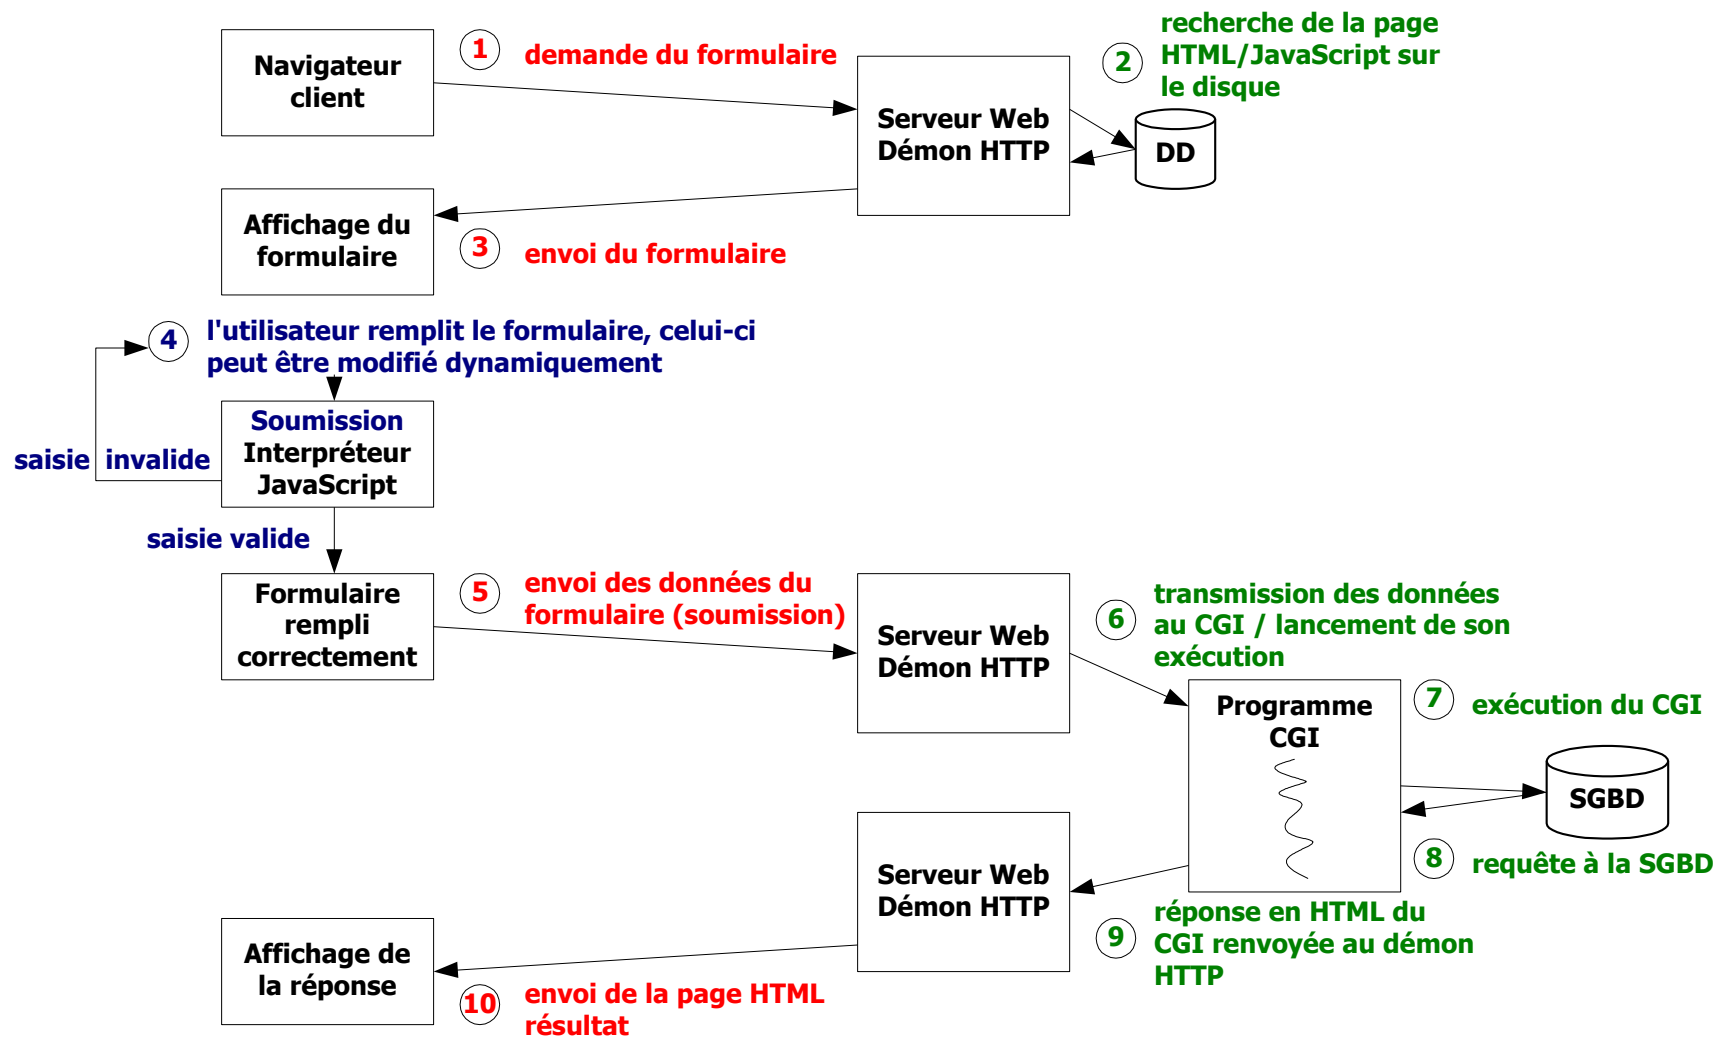 Navigateur
client
1
demande du formulaire
Serveur Web
Démon HTTP
2
recherche de la page
HTML/JavaScript sur
le disque
DD
Affichage du
formulaire
3
envoi du formulaire
4
l'utilisateur remplit le formulaire, celui-ci
peut être modifié dynamiquement
Soumission
Interpréteur
JavaScript
saisie invalide
saisie valide
Formulaire
rempli
correctement
5
envoi des données du
formulaire (soumission)
Serveur Web
Démon HTTP
6
transmission des données
au CGI / lancement de son
exécution
Programme
CGI
7
exécution du CGI
SGBD
8
requête à la SGBD
Serveur Web
Démon HTTP
9
réponse en HTML du
CGI renvoyée au démon
HTTP
Affichage de
la réponse
10
envoi de la page HTML
résultat